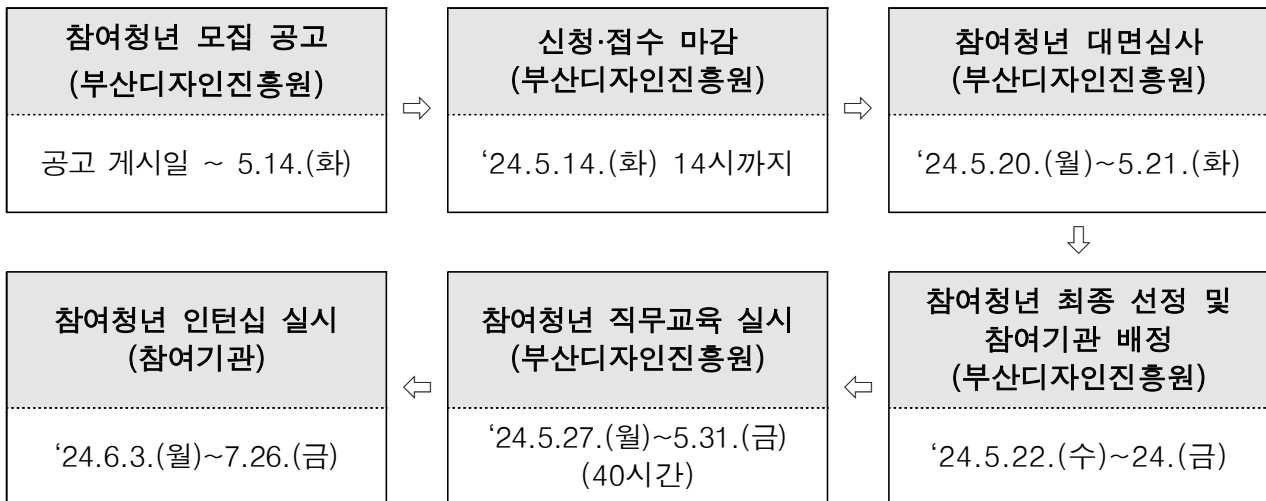 참여청년 모집 공고
(부산디자인진흥원)
공고 게시일 ~ 5.14.(화)
⇨
신청·접수 마감
(부산디자인진흥원)
‘24.5.14.(화) 14시까지
⇨
참여청년 대면심사
(부산디자인진흥원)
‘24.5.20.(월)~5.21.(화)
⇩
참여청년 최종 선정 및
참여기관 배정
(부산디자인진흥원)
‘24.5.22.(수)~24.(금)
⇦
참여청년 직무교육 실시
(부산디자인진흥원)
‘24.5.27.(월)~5.31.(금)
(40시간)
⇦
참여청년 인턴십 실시
(참여기관)
‘24.6.3.(월)~7.26.(금)